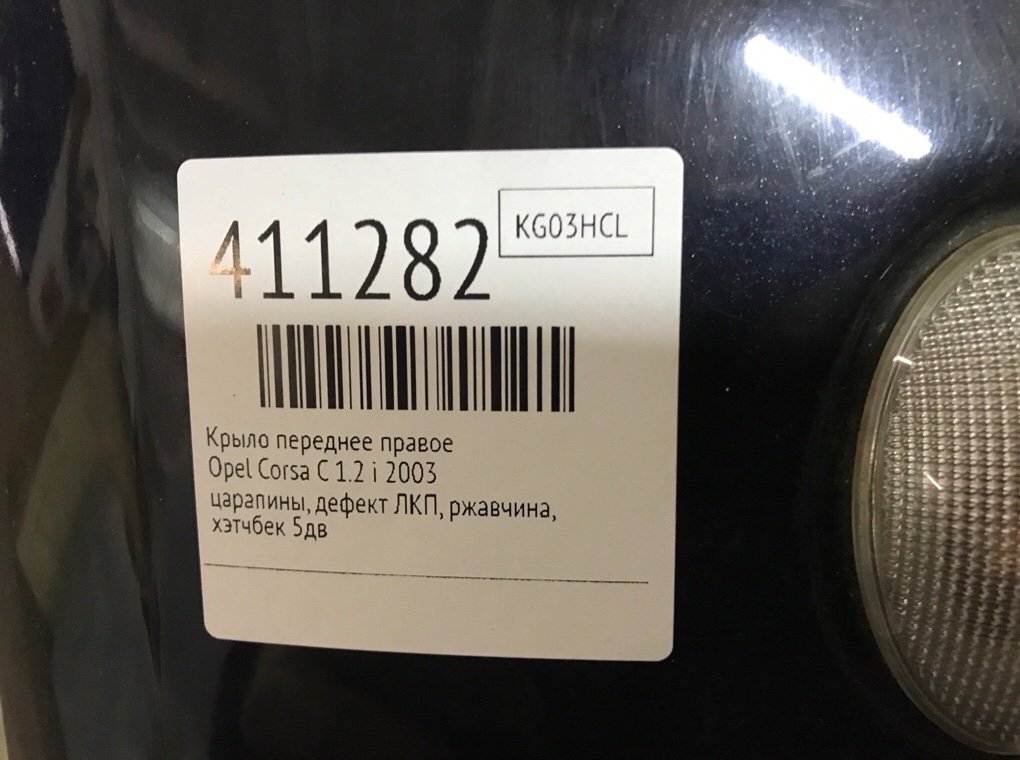 411282
KG03HCL
Крыло переднее правое
Opel Corsa C 1.2 i 2003
царапины, дефект ЛКП, ржавчина,
хэтчбек 5дв